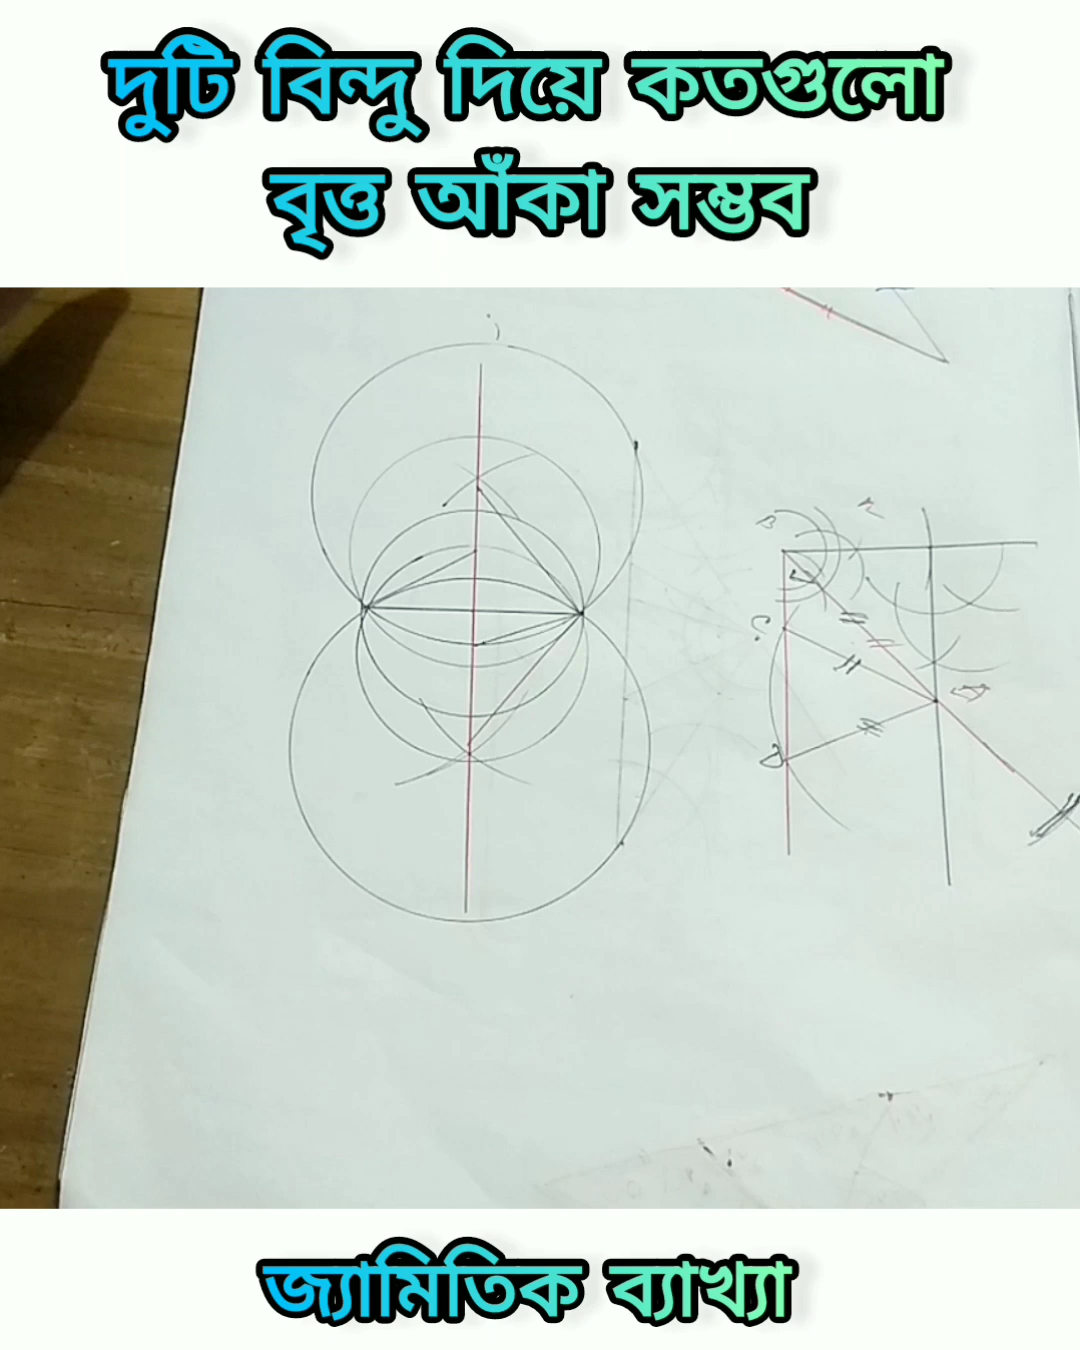 দুটি বিন্দু দিয়ে কতগুলো
বৃত্ত আঁকা সম্ভব
B
C
D
জ্যামিতিক ব্যাখ্যা